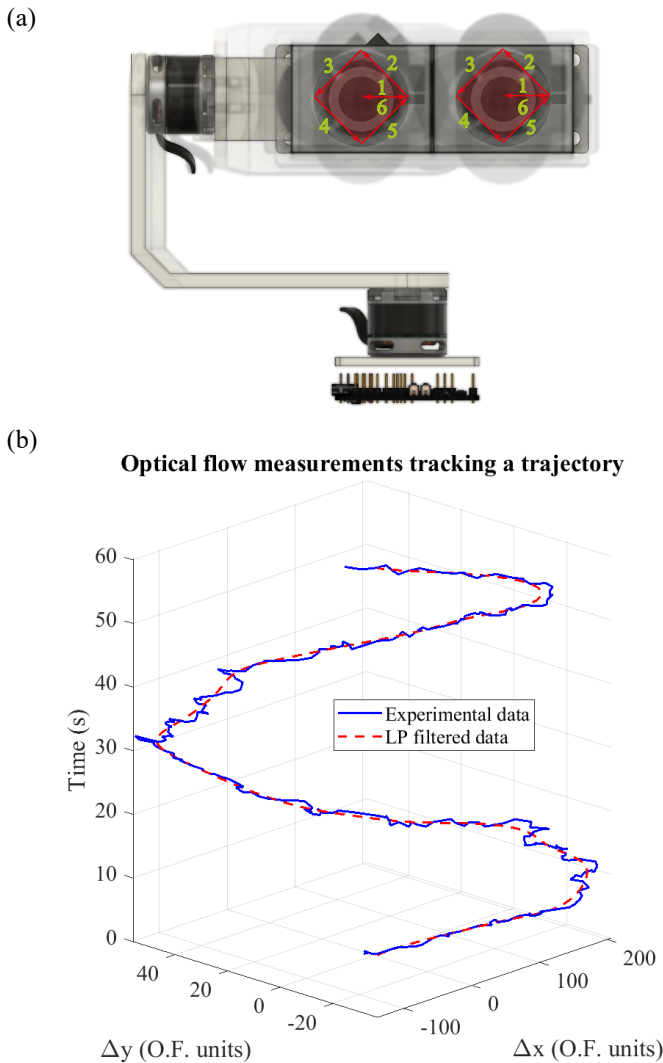 (a)
3 2 3 2
1 1
6 6
4 5 4 5
(b)
Optical flow measurements tracking a trajectory
60
50
40
30
20
10
0
Time (s)
Experimental data
LP filtered data
40
20
0
-20
Δy (O.F. units)
-100
0
100
200
Δx (O.F. units)